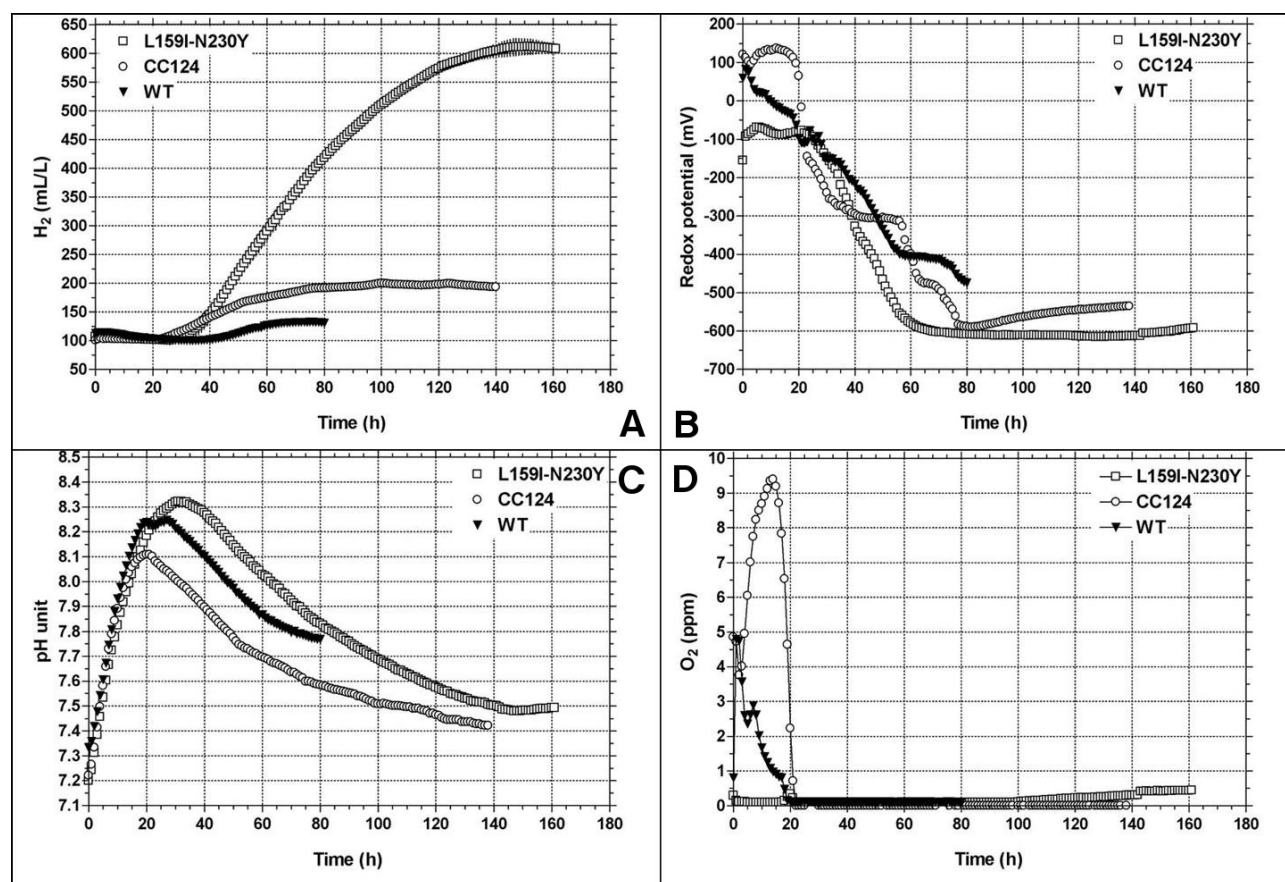 L159I-N230Y
CC124
WT
H2 (mL/L)
650
600
550
500
450
400
350
300
250
200
150
100
50
0 20 40 60 80 100 120 140 160 180
Time (h)
A
L159I-N230Y
CC124
WT
Redox potential (mV)
200
100
0
-100
-200
-300
-400
-500
-600
-700
0 20 40 60 80 100 120 140 160 180
Time (h)
B
L159I-N230Y
CC124
WT
pH unit
8.5
8.4
8.3
8.2
8.1
8.0
7.9
7.8
7.7
7.6
7.5
7.4
7.3
7.2
7.1
0 20 40 60 80 100 120 140 160 180
Time (h)
C
D
L159I-N230Y
CC124
WT
O2 (ppm)
10
9
8
7
6
5
4
3
2
1
0
0 20 40 60 80 100 120 140 160 180
Time (h)